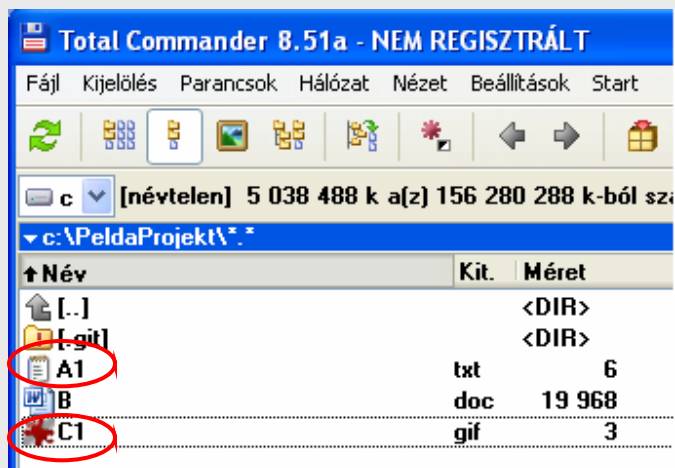 Total Commander 8.51a - NEM REGISZTRÁLT
Fájl Kijelölés Parancsok Hálózat Nézet Beállítások Start
c [névtelen] 5 038 488 k a(z) 156 280 288 k-ból
c:\PeldaProjekt\*.*
Név Kit. Méret
[..] <DIR>
[.git] <DIR>
A1 txt 6
B doc 19 968
C1 gif 3